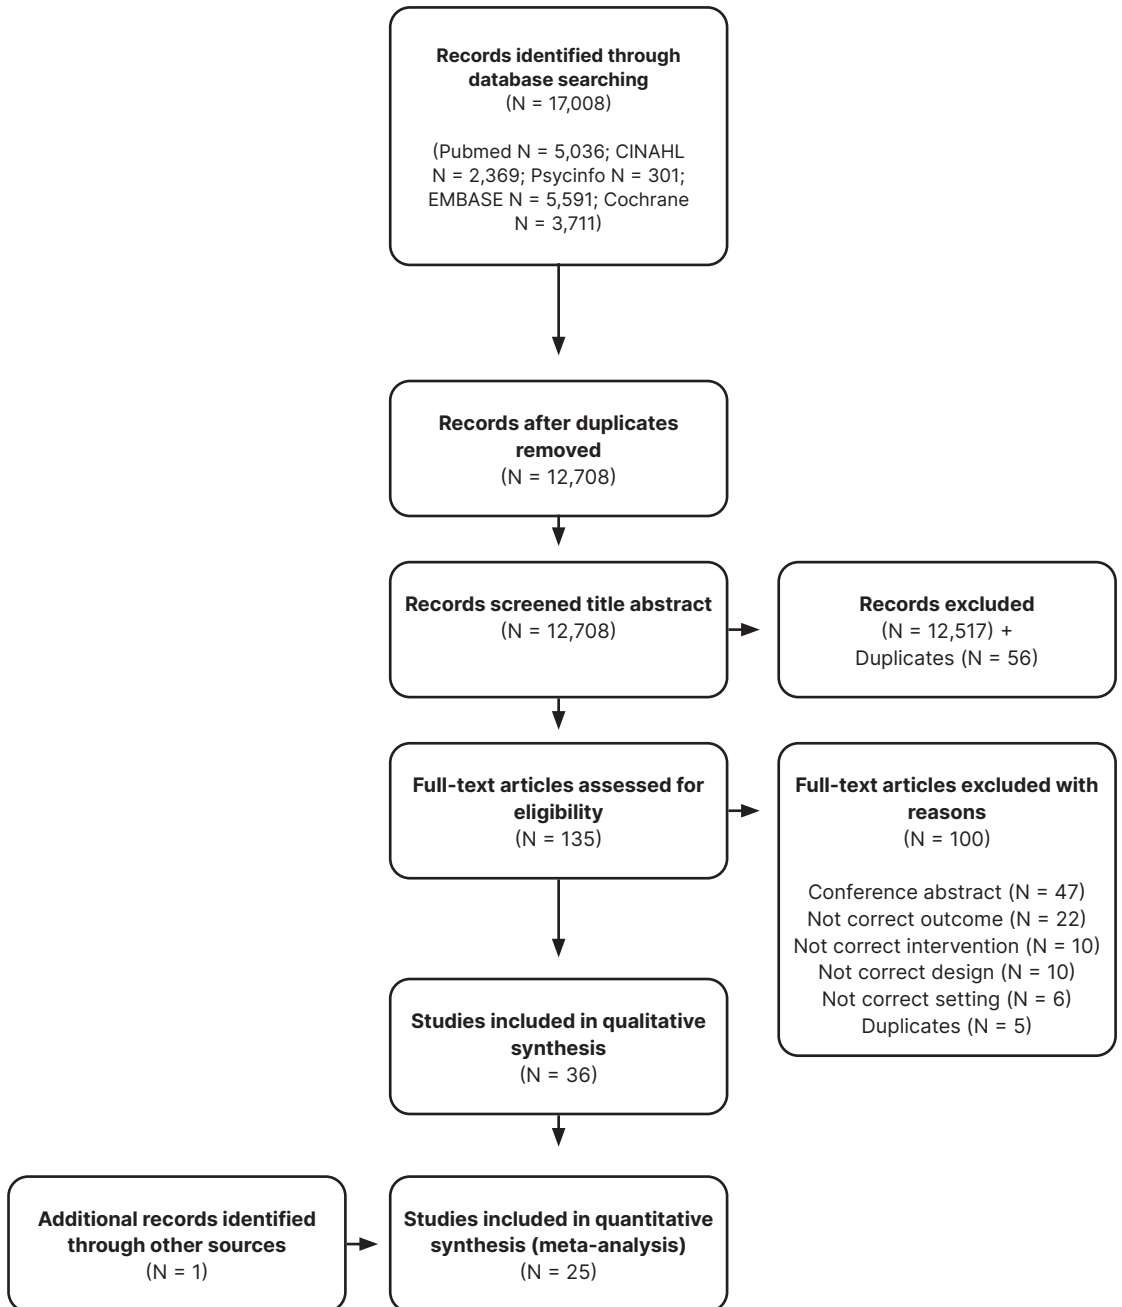 Records identified through
database searching
(N = 17,008)
(Pubmed N = 5,036; CINAHL
N = 2,369; Psycinfo N = 301;
EMBASE N = 5,591; Cochrane
N = 3,711)
Records after duplicates
removed
(N = 12,708)
Records screened title abstract
(N = 12,708)
Records excluded
(N = 12,517) +
Duplicates (N = 56)
Full-text articles assessed for
eligibility
(N = 135)
Full-text articles excluded with
reasons
(N = 100)
Conference abstract (N = 47)
Not correct outcome (N = 22)
Not correct intervention (N = 10)
Not correct design (N = 10)
Not correct setting (N = 6)
Duplicates (N = 5)
Studies included in qualitative
synthesis
(N = 36)
Additional records identified
through other sources
(N = 1)
Studies included in quantitative
synthesis (meta-analysis)
(N = 25)